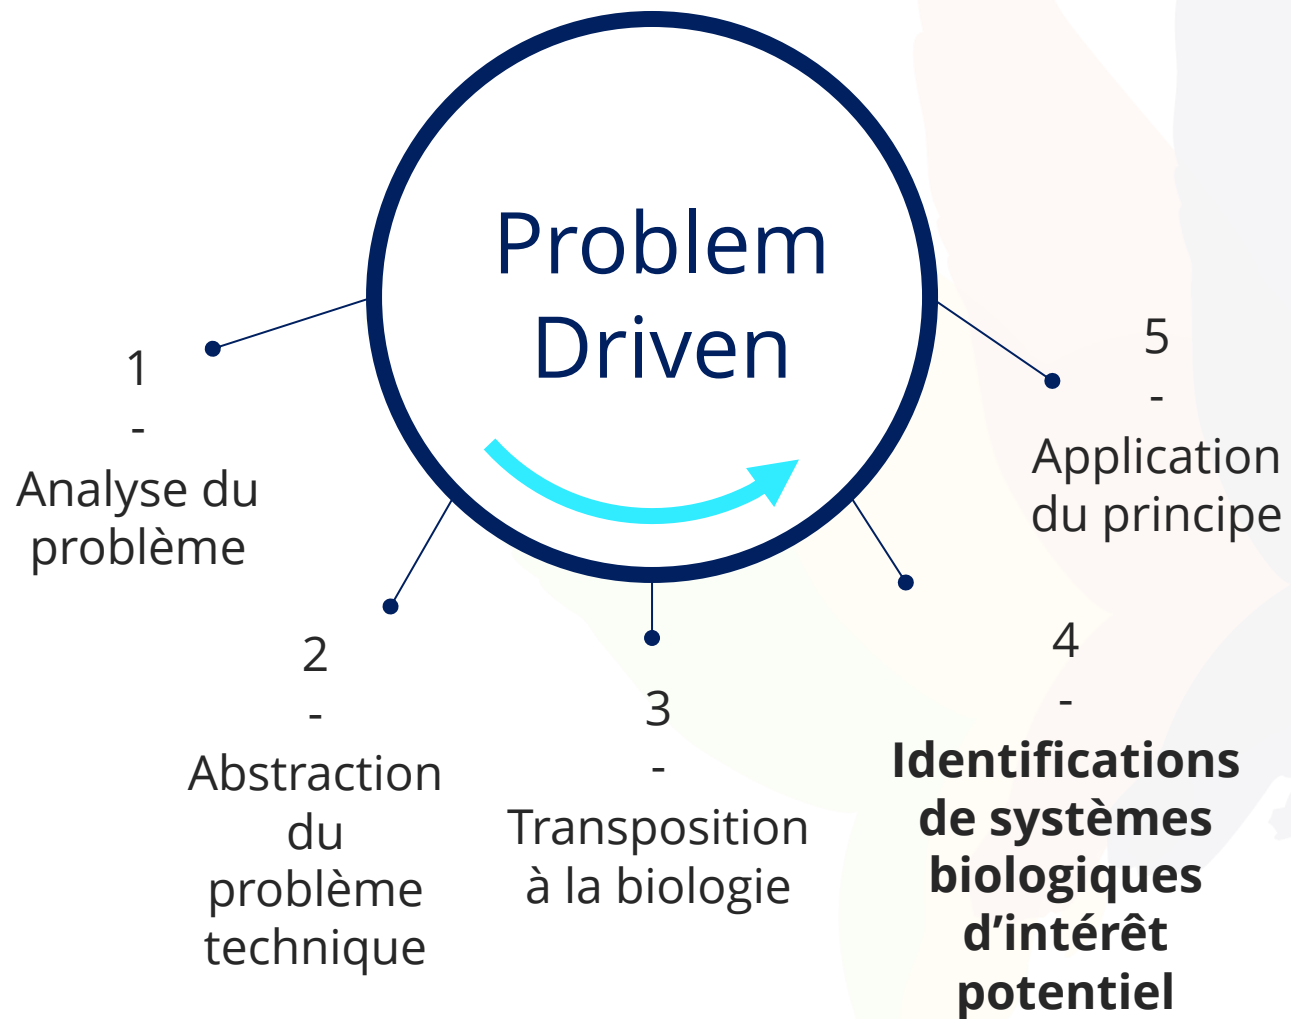 Problem
Driven
1
-
Analyse du
problème
2
-
Abstraction
du
problème
technique
3
-
Transposition
à la biologie
4
-
Identifications
de systèmes
biologiques
d’intérêt
potentiel
5
-
Application
du principe